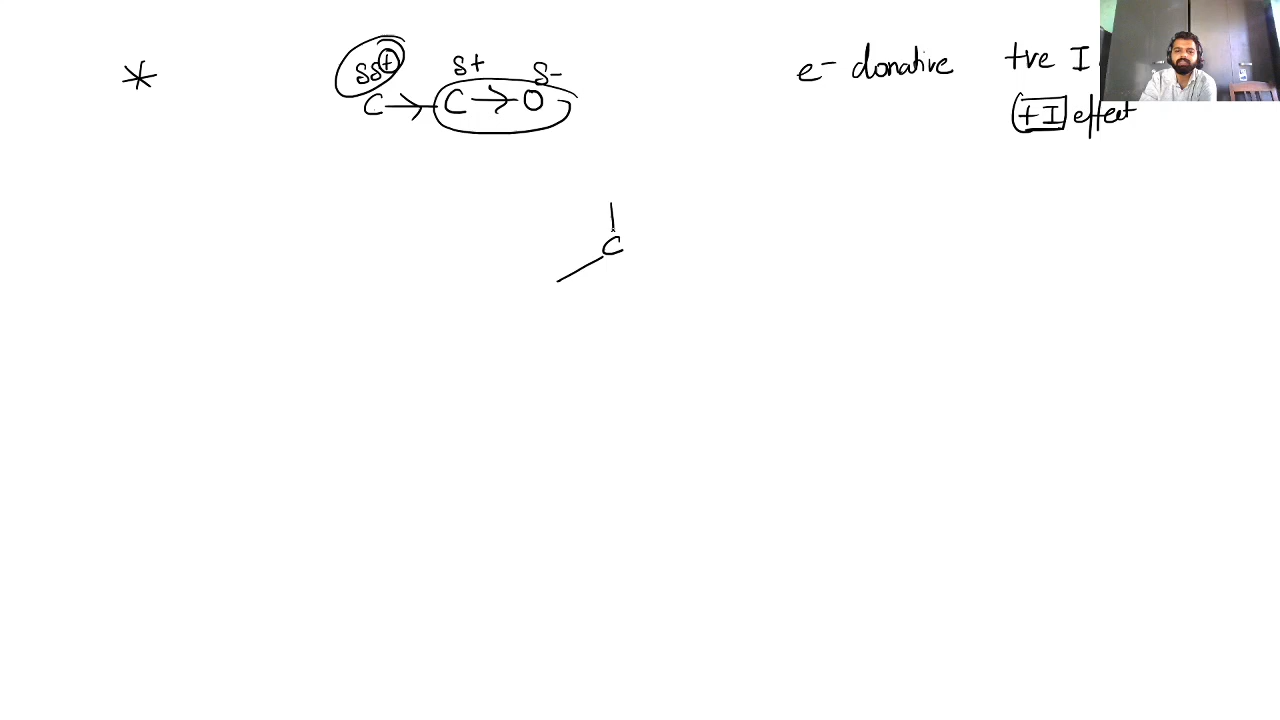 *
δδ+ δ+ δ-
C → C → O
e- donative +ve I
+I effect
C